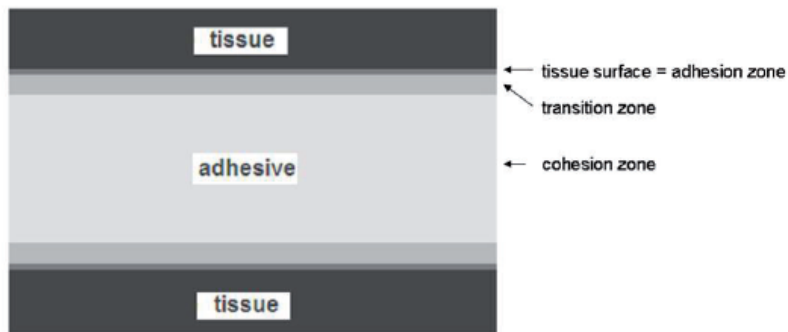 tissue
tissue surface = adhesion zone
transition zone
adhesive
cohesion zone
tissue